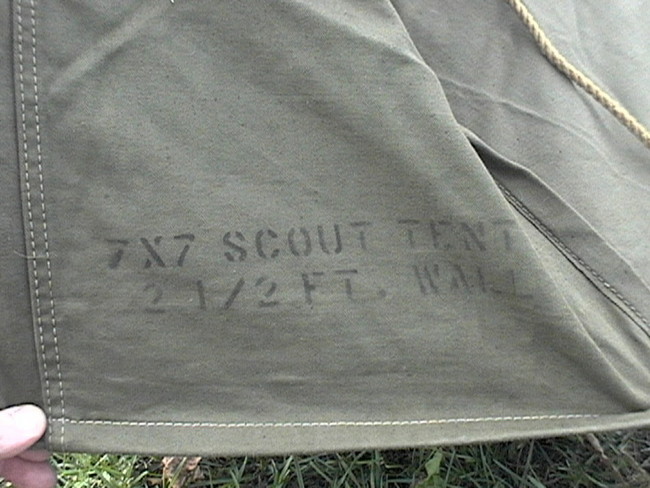 7X7 SCOUT TENT
2 1/2 FT. WALL